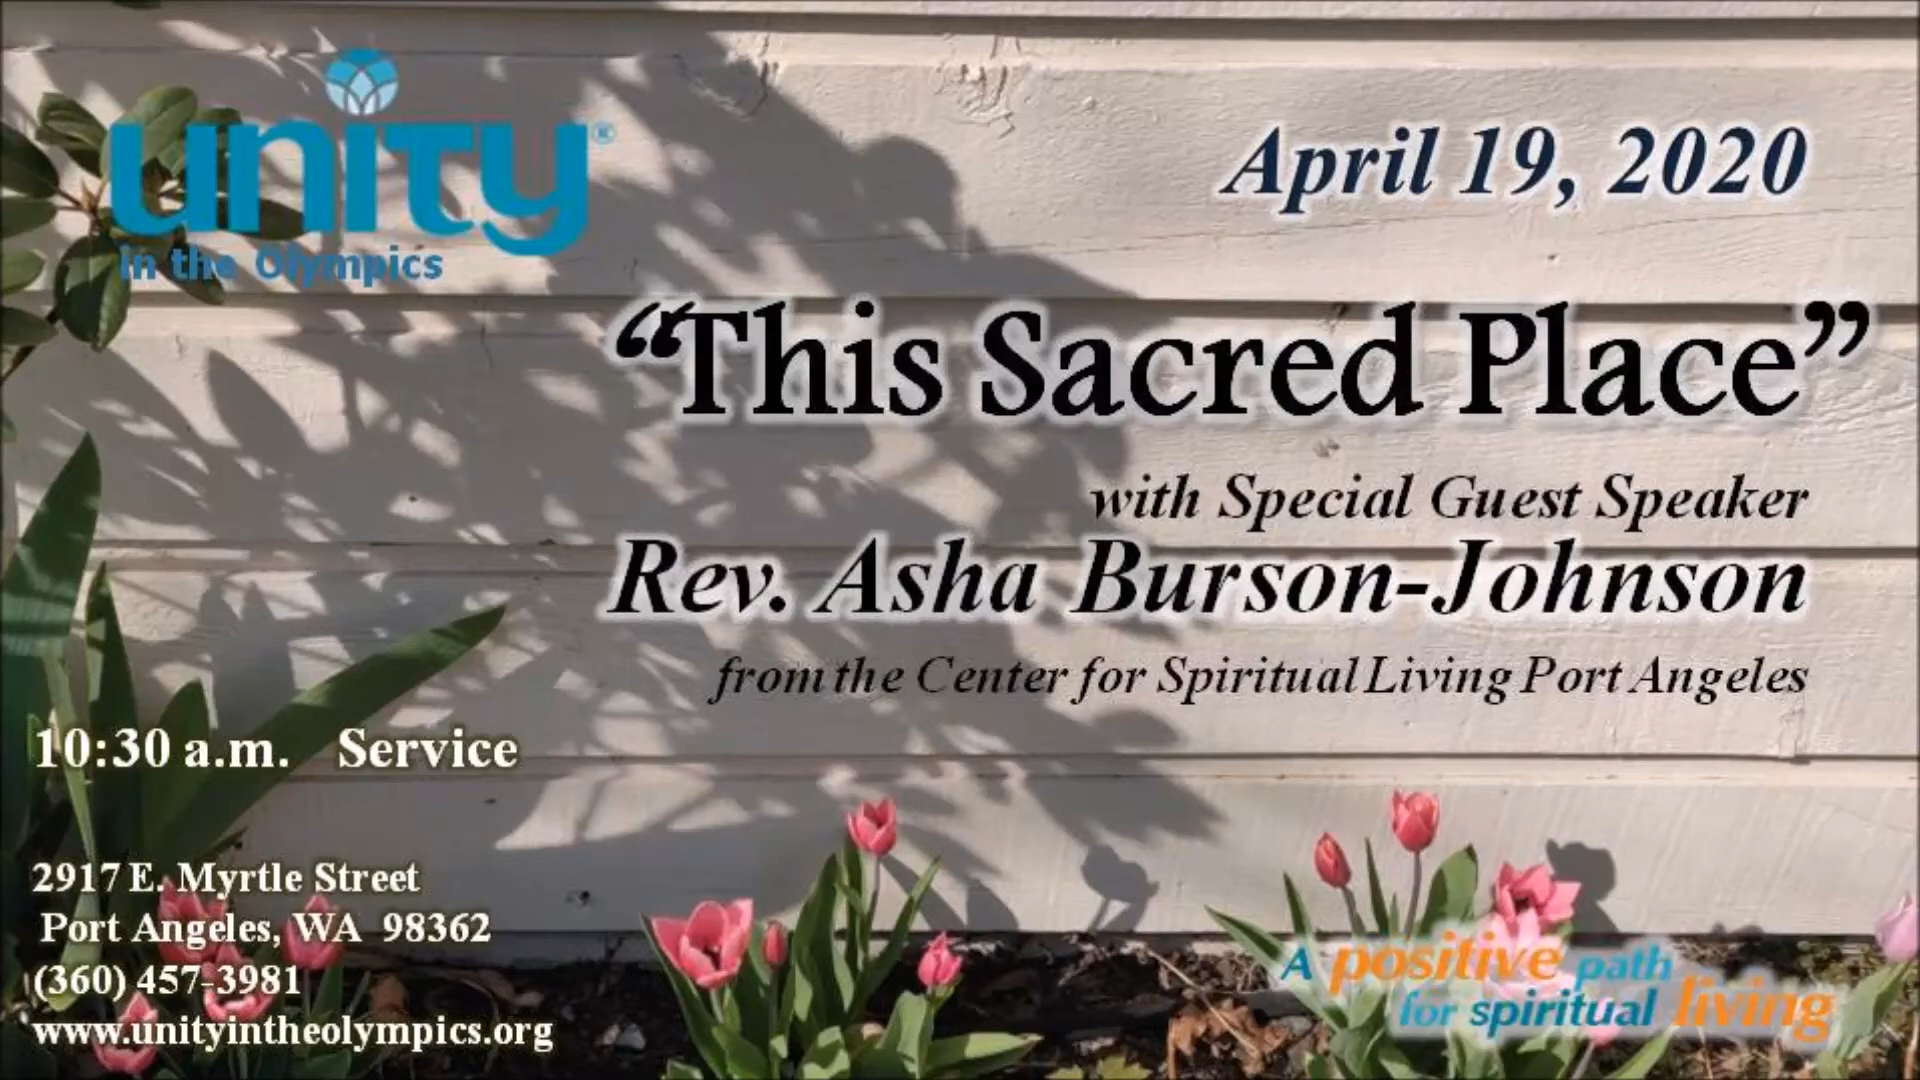 unity®
in the Olympics
April 19, 2020
“This Sacred Place”
with Special Guest Speaker
Rev. Asha Burson-Johnson
from the Center for Spiritual Living Port Angeles
10:30 a.m. Service
2917 E. Myrtle Street
Port Angeles, WA 98362
(360) 457-3981
www.unityintheolympics.org
A positive path
for spiritual living